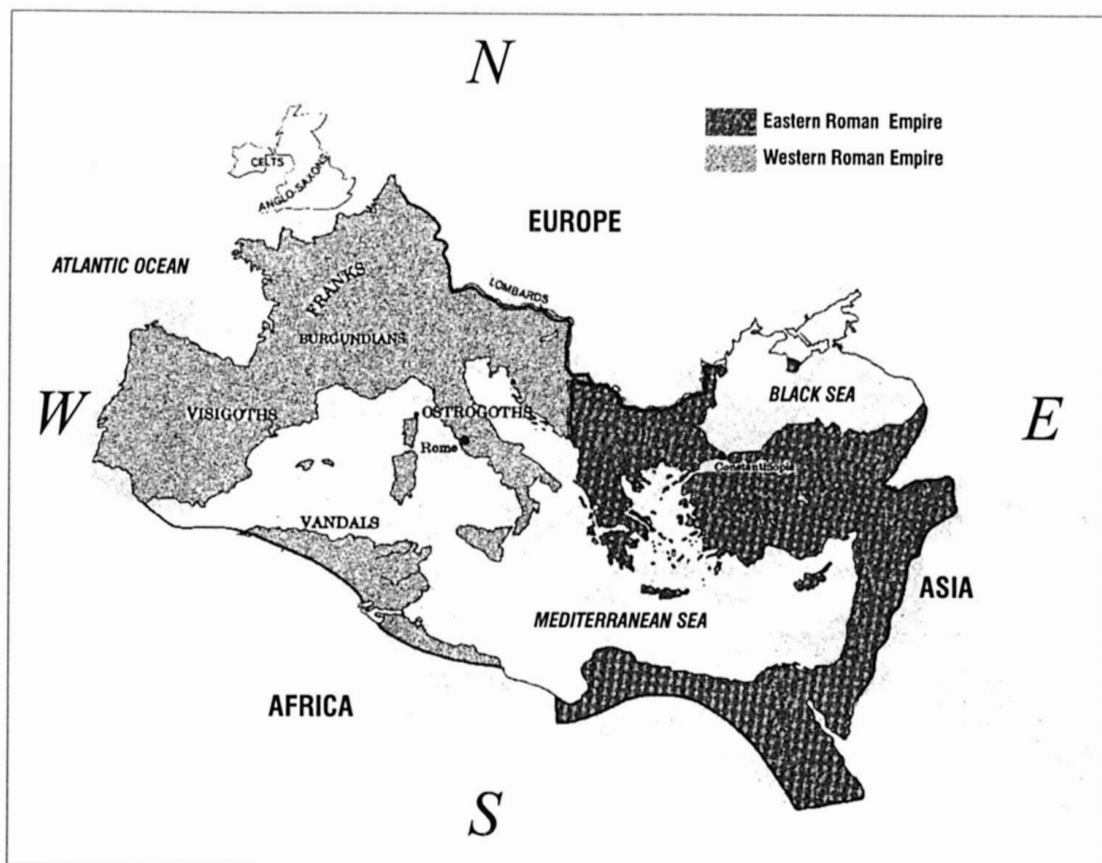 N
Eastern Roman Empire
Western Roman Empire
CELTS
ANGLO-SAXONS
EUROPE
ATLANTIC OCEAN
LOMBARDS
FRANKS
BURGUNDIANS
BLACK SEA
W
VISIGOTHS
OSTROGOTHS
E
Rome
Constantinople
VANDALS
ASIA
MEDITERRANEAN SEA
AFRICA
S